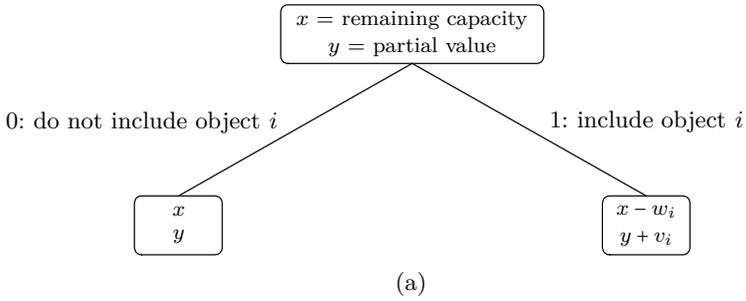 x = remaining capacity
y = partial value
0: do not include object i
1: include object i
x
y
x − w_i
y + v_i
(a)